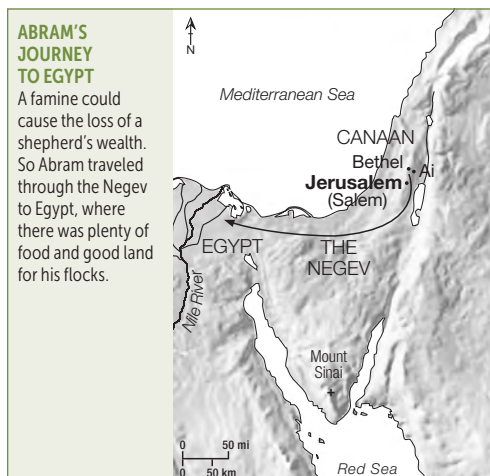 ABRAM’S
JOURNEY
TO EGYPT
A famine could
cause the loss of a
shepherd’s wealth.
So Abram traveled
through the Negev
to Egypt, where
there was plenty of
food and good land
for his flocks.
N
Mediterranean Sea
CANAAN
Bethel
Ai
Jerusalem
(Salem)
EGYPT
THE
NEGEV
Nile River
Mount
Sinai
0 50 mi
0 50 km
Red Sea